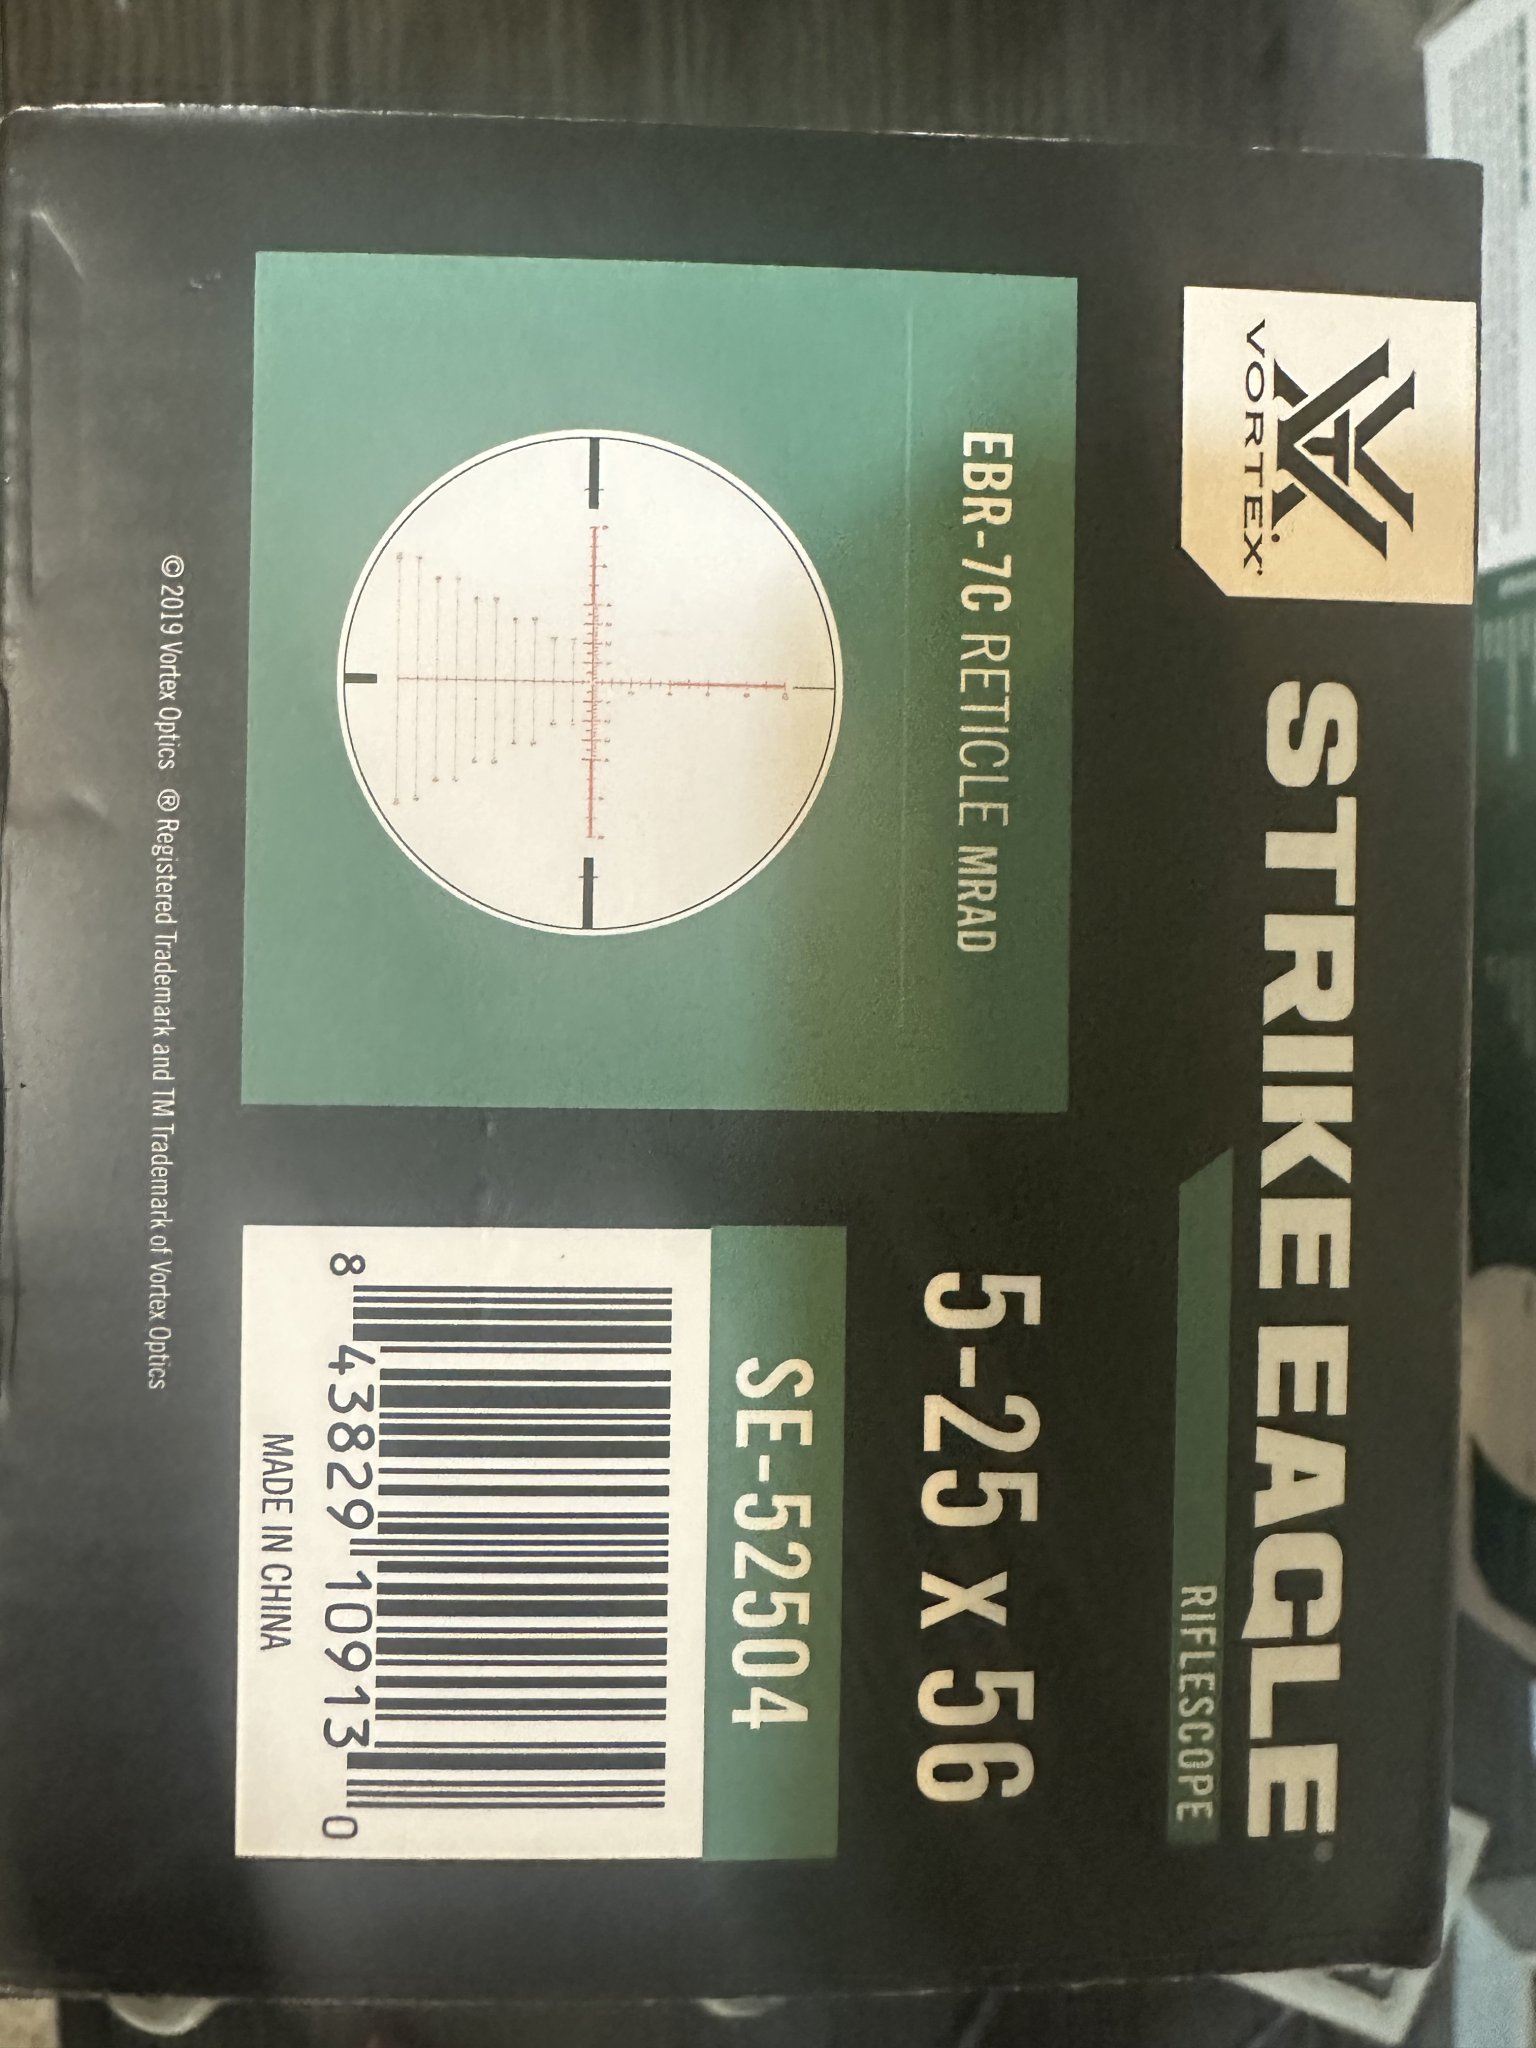 VORTEX®
STRIKE EAGLE®
RIFLESCOPE
EBR-7C RETICLE MRAD
5-25 x 56
SE-52504
8 43829 10913 0
MADE IN CHINA
© 2019 Vortex Optics ® Registered Trademark and TM Trademark of Vortex Optics